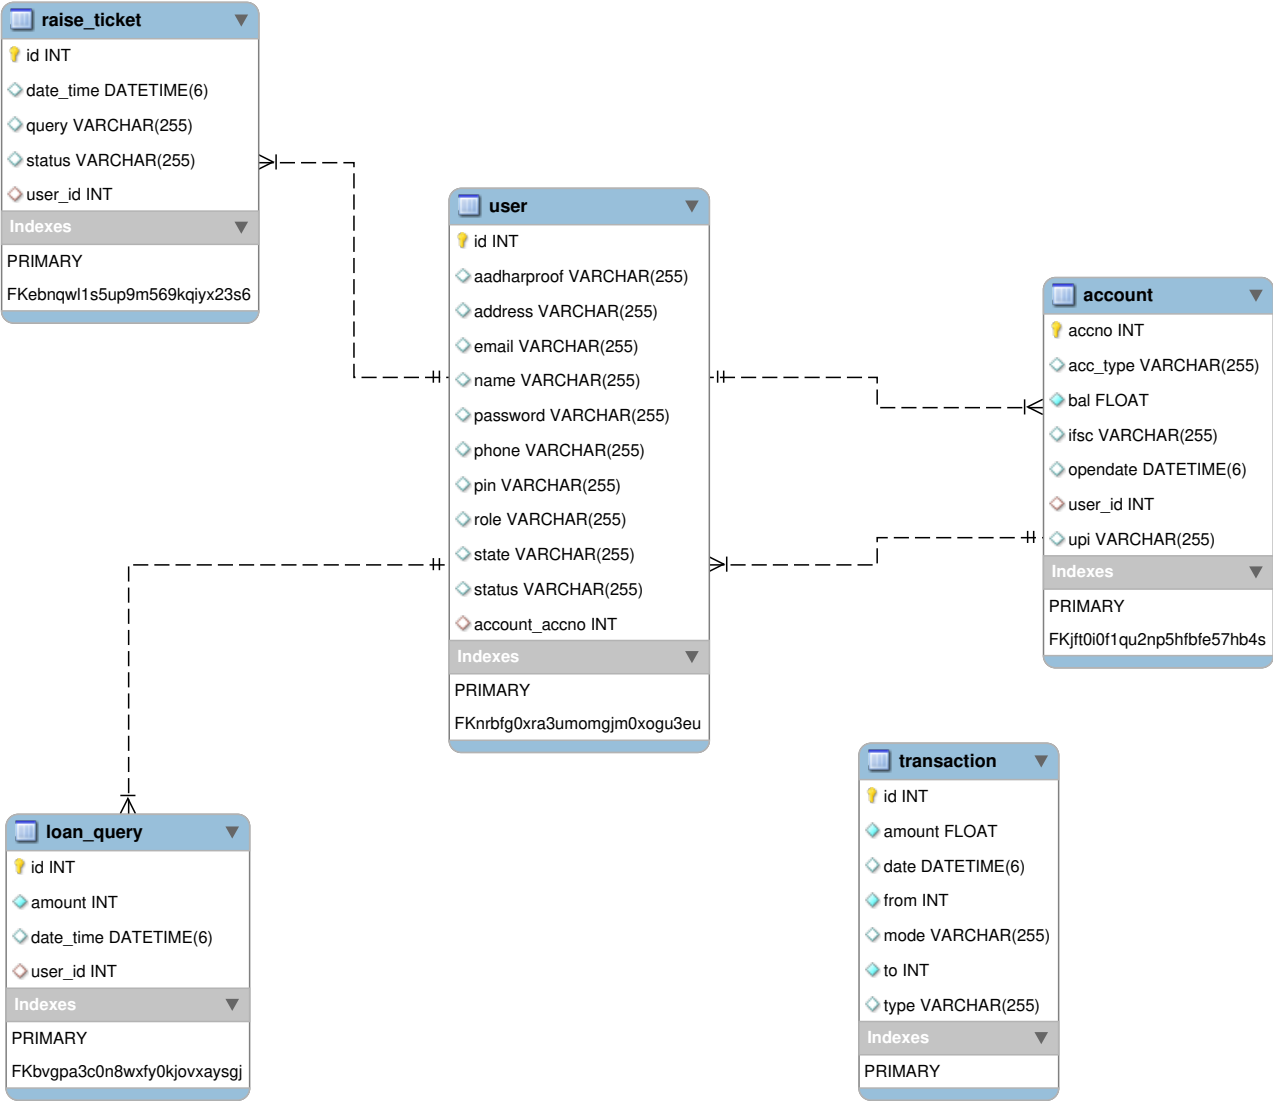 raise_ticket
id INT
date_time DATETIME(6)
query VARCHAR(255)
status VARCHAR(255)
user_id INT
Indexes
PRIMARY
FKebnqwl1s5up9m569kqiyx23s6
user
id INT
aadharproof VARCHAR(255)
address VARCHAR(255)
email VARCHAR(255)
name VARCHAR(255)
password VARCHAR(255)
phone VARCHAR(255)
pin VARCHAR(255)
role VARCHAR(255)
state VARCHAR(255)
status VARCHAR(255)
account_accno INT
Indexes
PRIMARY
FKnrbfg0xra3umomgjm0xogu3eu
account
accno INT
acc_type VARCHAR(255)
bal FLOAT
ifsc VARCHAR(255)
opendate DATETIME(6)
user_id INT
upi VARCHAR(255)
Indexes
PRIMARY
FKjft0i0f1qu2np5hfbfe57hb4s
loan_query
id INT
amount INT
date_time DATETIME(6)
user_id INT
Indexes
PRIMARY
FKbvgpa3c0n8wxfy0kjovxaysgj
transaction
id INT
amount FLOAT
date DATETIME(6)
from INT
mode VARCHAR(255)
to INT
type VARCHAR(255)
Indexes
PRIMARY